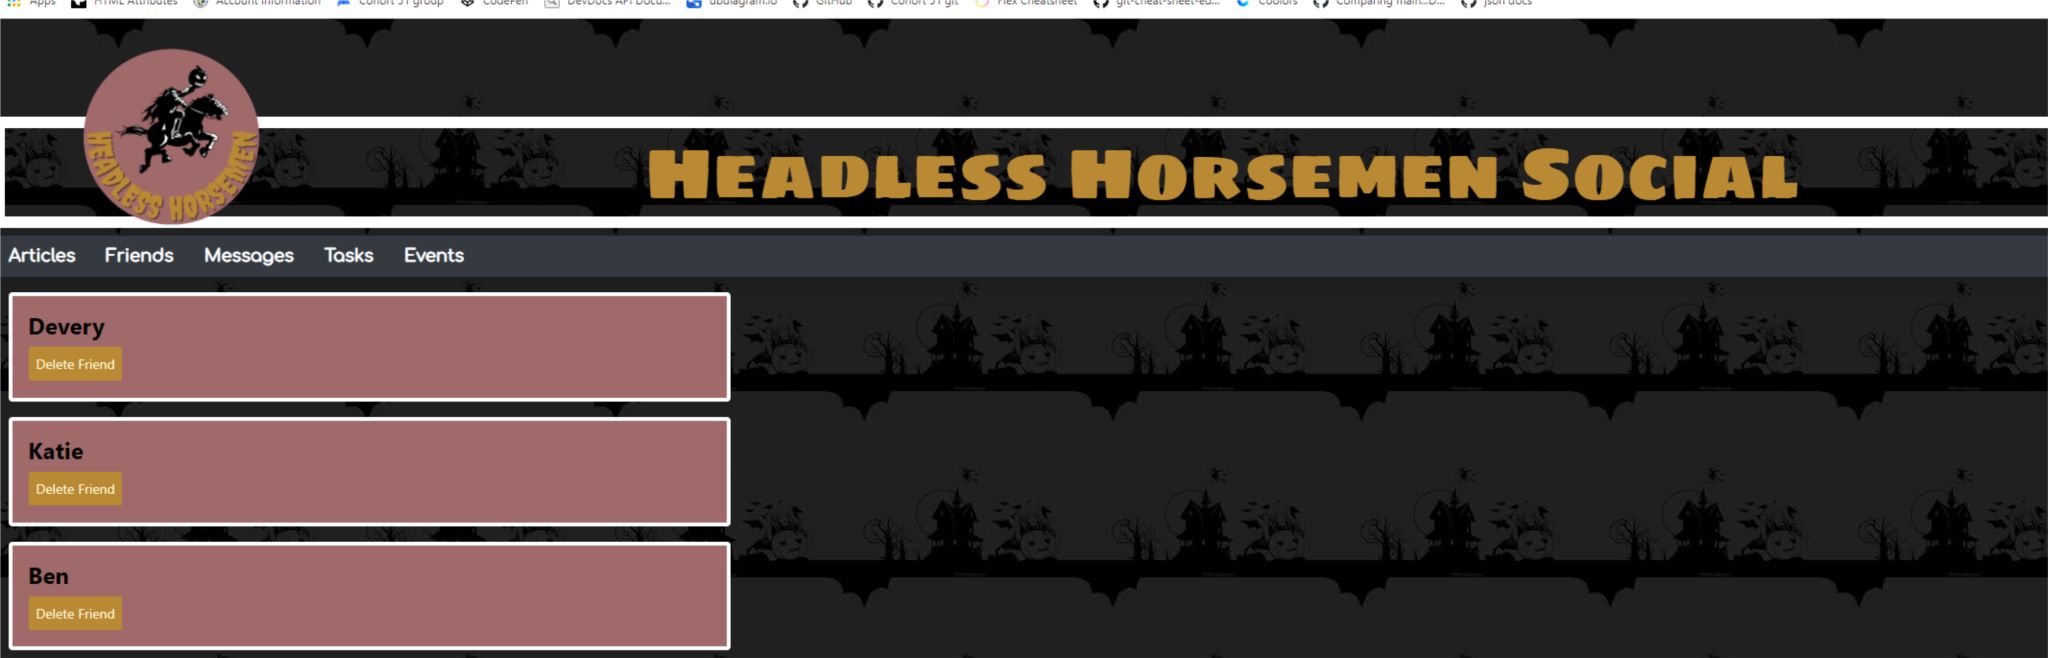 Apps HTML Attributes Account Information Cohort 51 group CodePen DevDocs API Docu... dbdiagram.io GitHub Cohort 51 git Flex Cheatsheet git-cheat-sheet-ed... Coolors Comparing main...D... json docs
HEADLESS HORSEMEN
Headless Horsemen Social
Articles Friends Messages Tasks Events
Devery
Delete Friend
Katie
Delete Friend
Ben
Delete Friend